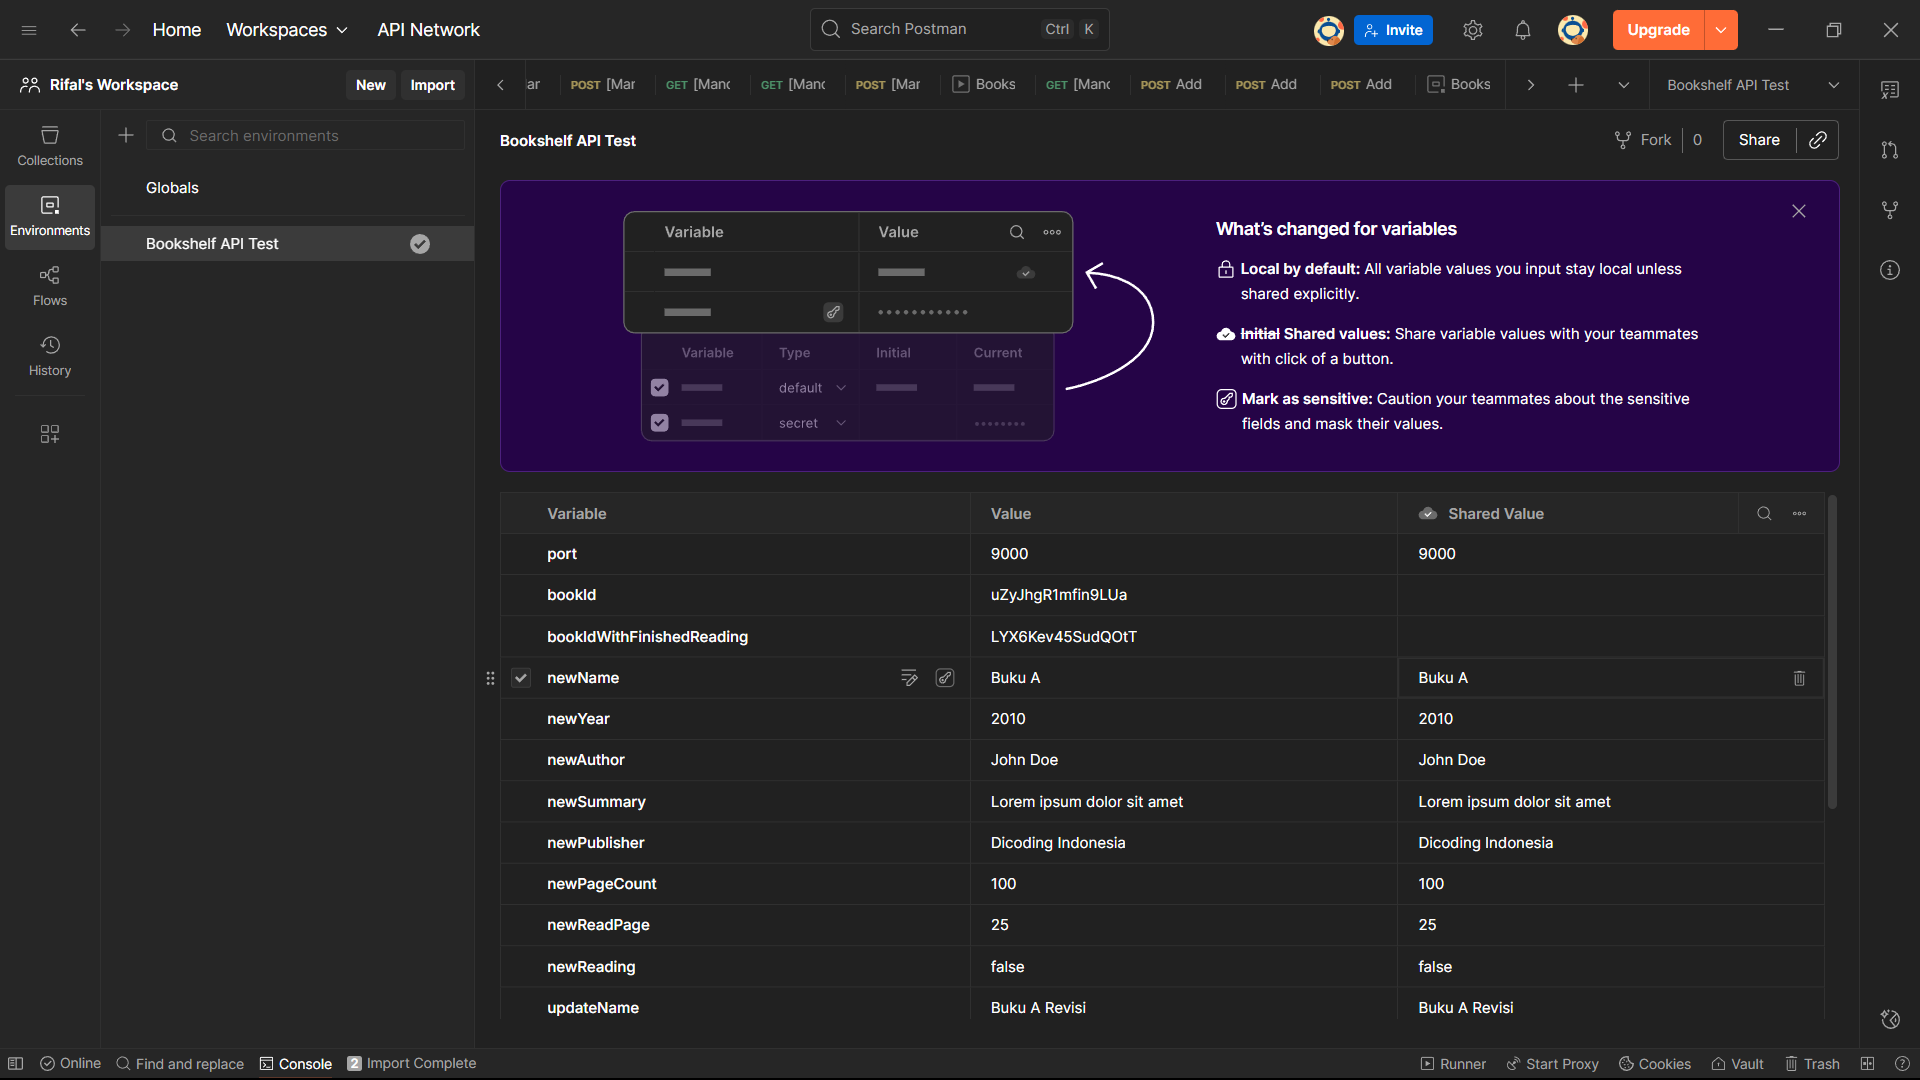 Home
Workspaces
API Network
Search Postman
Ctrl
K
Invite
Upgrade
Rifal's Workspace
New
Import
ar
POST [Mar
GET [Manc
GET [Manc
POST [Mar
Books
GET [Manc
POST Add
POST Add
POST Add
Books
Bookshelf API Test
Collections
Environments
Flows
History
Search environments
Globals
Bookshelf API Test
Bookshelf API Test
Fork
0
Share
Variable
Value
Variable
Type
Initial
Current
default
secret
What's changed for variables
Local by default: All variable values you input stay local unless
shared explicitly.
Initial Shared values: Share variable values with your teammates
with click of a button.
Mark as sensitive: Caution your teammates about the sensitive
fields and mask their values.
Variable Value Shared Value
port 9000 9000
bookId uZyJhgR1mfin9LUa
bookIdWithFinishedReading LYX6Kev45SudQOtT
newName Buku A Buku A
newYear 2010 2010
newAuthor John Doe John Doe
newSummary Lorem ipsum dolor sit amet Lorem ipsum dolor sit amet
newPublisher Dicoding Indonesia Dicoding Indonesia
newPageCount 100 100
newReadPage 25 25
newReading false false
updateName Buku A Revisi Buku A Revisi
Online
Find and replace
Console
2 Import Complete
Runner
Start Proxy
Cookies
Vault
Trash